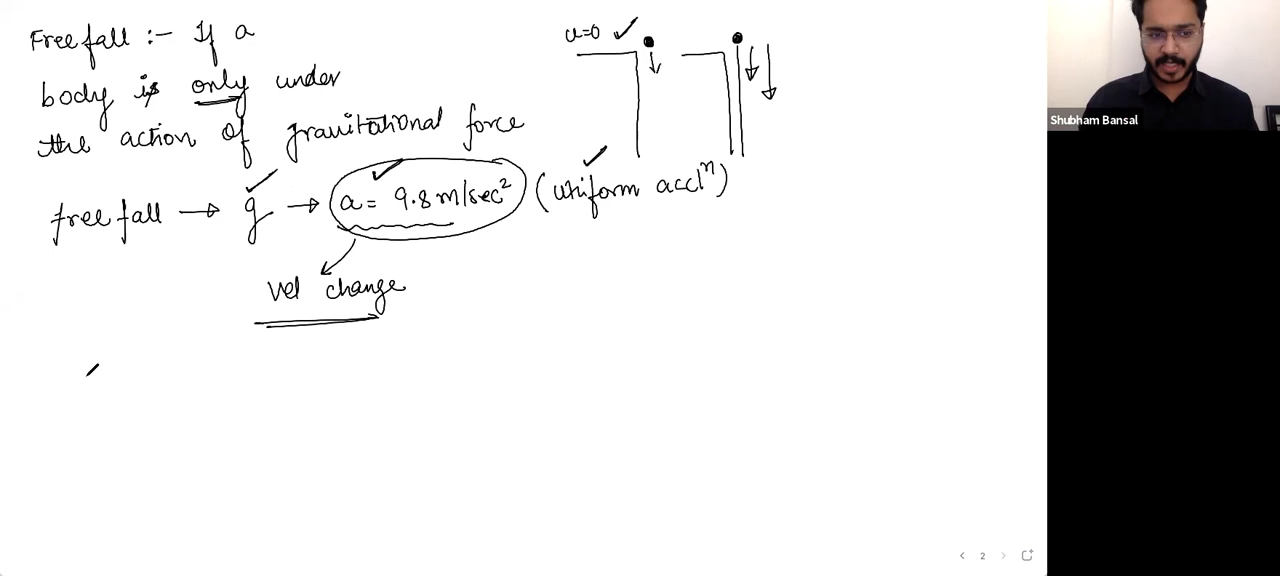 Free fall :- If a
body is only under
the action of gravitational force
free fall → g → a = 9.8 m/sec² (uniform acclⁿ)
vel change
u=0
Shubham Bansal
2